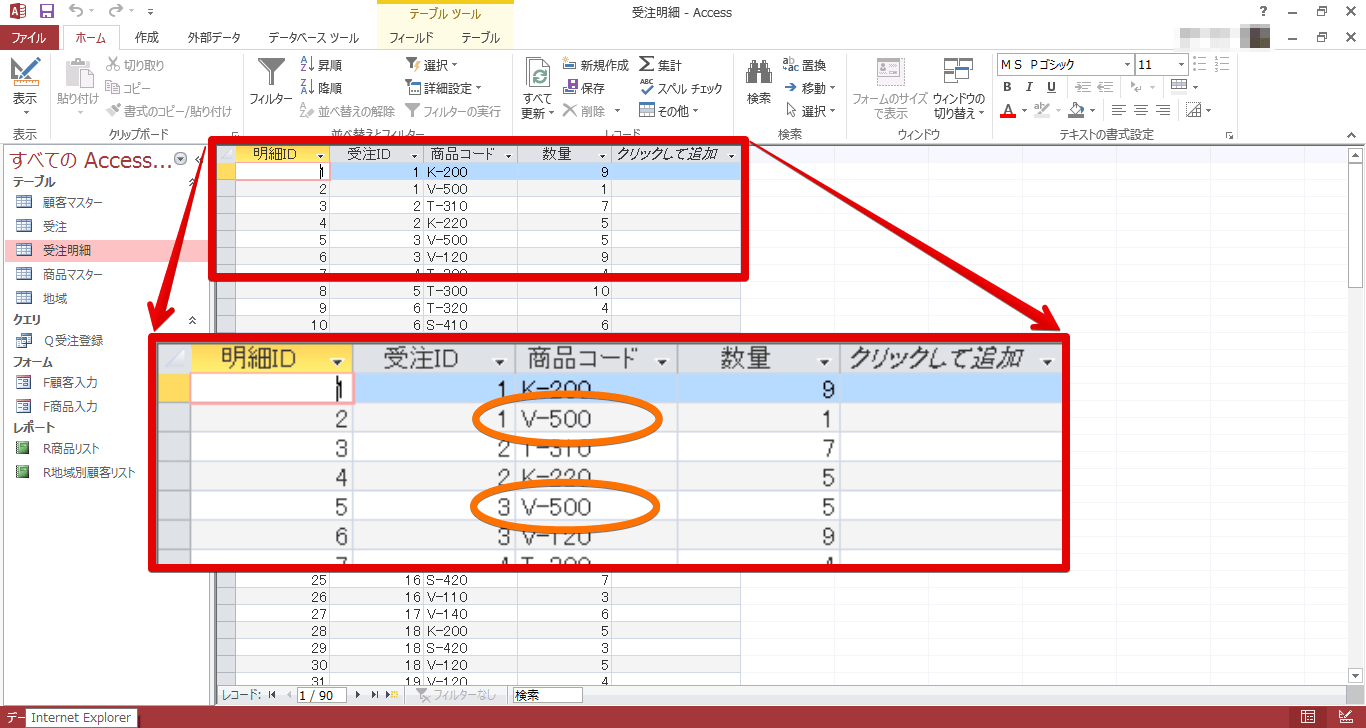 テーブル ツール
受注明細 - Access
ファイル ホーム 作成 外部データ データベース ツール フィールド テーブル
表示
表示
貼り付け
切り取り
コピー
書式のコピー/貼り付け
クリップボード
フィルター
昇順
降順
並べ替えの解除
選択
詳細設定
フィルターの実行
並べ替えとフィルター
すべて
更新
新規作成
保存
削除
集計
スペル チェック
その他
レコード
検索
置換
移動
選択
検索
フォームのサイズ
で表示
ウィンドウの
切り替え
ウィンドウ
ＭＳ Ｐゴシック 11
B I U
テキストの書式設定
すべての Access...
テーブル
顧客マスター
受注
受注明細
商品マスター
地域
クエリ
Ｑ受注登録
フォーム
F顧客入力
F商品入力
レポート
R商品リスト
R地域別顧客リスト
明細ID 受注ID 商品コード 数量 クリックして追加
1 1 K-200 9
2 1 V-500 1
3 2 T-310 7
4 2 K-220 5
5 3 V-500 5
6 3 V-120 9
8 5 T-300 10
9 6 T-320 4
10 6 S-410 6
明細ID 受注ID 商品コード 数量 クリックして追加
1 1 K-200 9
2 1 V-500 1
3 2 T-310 7
4 2 K-220 5
5 3 V-500 5
6 3 V-120 9
25 16 S-420 7
26 16 V-110 3
27 17 V-140 6
28 18 K-200 5
29 18 S-420 3
30 18 V-120 5
31 19 V-120 4
レコード: 1 / 90 フィルターなし 検索
デー Internet Explorer